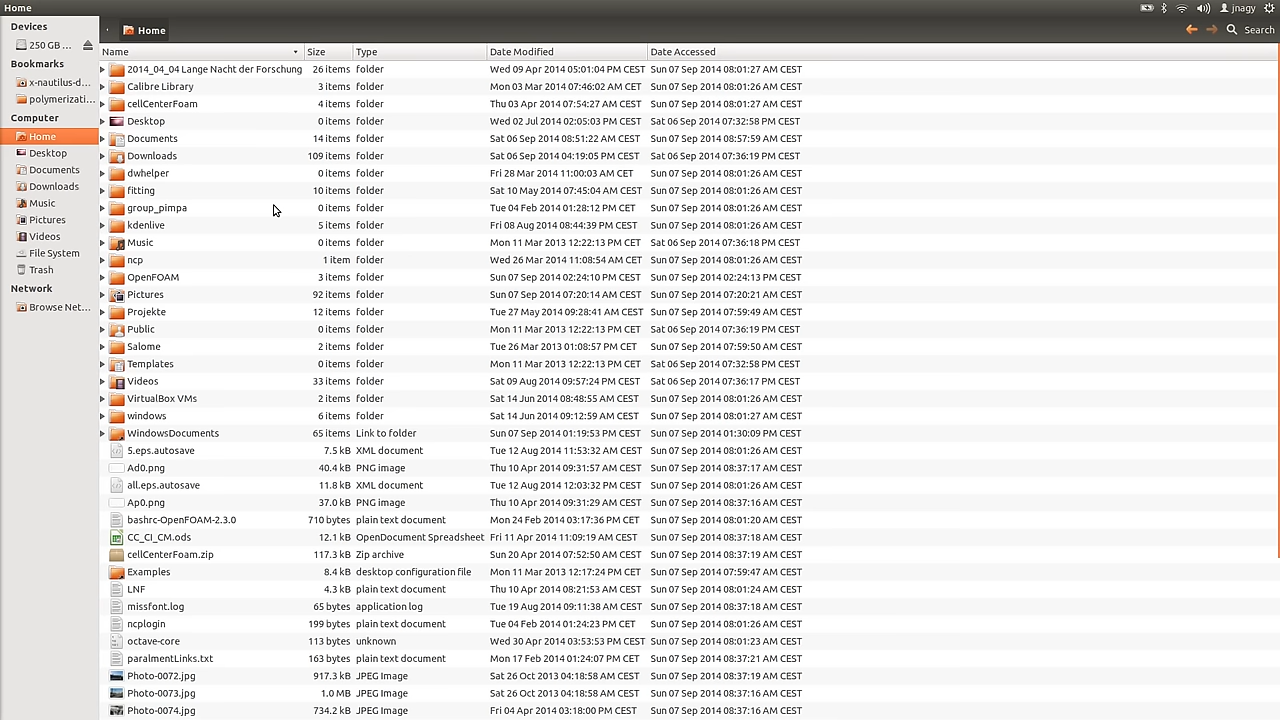 Home
jnagy
Home
Search
Devices
250 GB ...
Bookmarks
x-nautilus-d...
polymerizati...
Computer
Home
Desktop
Documents
Downloads
Music
Pictures
Videos
File System
Trash
Network
Browse Net...
Name Size Type Date Modified Date Accessed
2014_04_04 Lange Nacht der Forschung 26 items folder Wed 09 Apr 2014 05:01:04 PM CEST Sun 07 Sep 2014 08:01:27 AM CEST
Calibre Library 3 items folder Mon 03 Mar 2014 07:46:02 AM CET Sun 07 Sep 2014 08:01:26 AM CEST
cellCenterFoam 4 items folder Thu 03 Apr 2014 07:54:27 AM CEST Sun 07 Sep 2014 08:01:27 AM CEST
Desktop 0 items folder Wed 02 Jul 2014 02:05:03 PM CEST Sat 06 Sep 2014 07:32:58 PM CEST
Documents 14 items folder Sat 06 Sep 2014 08:51:22 AM CEST Sun 07 Sep 2014 08:57:59 AM CEST
Downloads 109 items folder Sat 06 Sep 2014 04:19:05 PM CEST Sat 06 Sep 2014 07:36:19 PM CEST
dwhelper 0 items folder Fri 28 Mar 2014 11:00:03 AM CET Sun 07 Sep 2014 08:01:26 AM CEST
fitting 10 items folder Sat 10 May 2014 07:45:04 AM CEST Sun 07 Sep 2014 08:01:26 AM CEST
group_pimpa 0 items folder Tue 04 Feb 2014 01:28:12 PM CET Sun 07 Sep 2014 08:01:26 AM CEST
kdenlive 5 items folder Fri 08 Aug 2014 08:44:39 PM CEST Sun 07 Sep 2014 08:01:26 AM CEST
Music 0 items folder Mon 11 Mar 2013 12:22:13 PM CET Sat 06 Sep 2014 07:36:18 PM CEST
ncp 1 item folder Wed 26 Mar 2014 11:08:54 AM CET Sun 07 Sep 2014 08:01:26 AM CEST
OpenFOAM 3 items folder Sun 07 Sep 2014 02:24:10 PM CEST Sun 07 Sep 2014 02:24:13 PM CEST
Pictures 92 items folder Sun 07 Sep 2014 07:20:14 AM CEST Sun 07 Sep 2014 07:20:21 AM CEST
Projekte 12 items folder Tue 27 May 2014 09:28:41 AM CEST Sun 07 Sep 2014 07:59:49 AM CEST
Public 0 items folder Mon 11 Mar 2013 12:22:13 PM CET Sat 06 Sep 2014 07:36:19 PM CEST
Salome 2 items folder Tue 26 Mar 2013 01:08:57 PM CET Sun 07 Sep 2014 07:59:50 AM CEST
Templates 0 items folder Mon 11 Mar 2013 12:22:13 PM CET Sat 06 Sep 2014 07:32:58 PM CEST
Videos 33 items folder Sat 09 Aug 2014 09:57:24 PM CEST Sat 06 Sep 2014 07:36:17 PM CEST
VirtualBox VMs 2 items folder Sat 14 Jun 2014 08:48:55 AM CEST Sun 07 Sep 2014 08:01:26 AM CEST
windows 6 items folder Sat 14 Jun 2014 09:12:59 AM CEST Sun 07 Sep 2014 08:01:27 AM CEST
WindowsDocuments 65 items Link to folder Sun 07 Sep 2014 01:19:53 PM CEST Sun 07 Sep 2014 01:30:09 PM CEST
5.eps.autosave 7.5 kB XML document Tue 12 Aug 2014 11:53:32 AM CEST Sun 07 Sep 2014 08:01:26 AM CEST
Ad0.png 40.4 kB PNG image Thu 10 Apr 2014 09:31:57 AM CEST Sun 07 Sep 2014 08:37:17 AM CEST
all.eps.autosave 11.8 kB XML document Tue 12 Aug 2014 12:03:32 PM CEST Sun 07 Sep 2014 08:01:26 AM CEST
Ap0.png 37.0 kB PNG image Thu 10 Apr 2014 09:31:29 AM CEST Sun 07 Sep 2014 08:37:16 AM CEST
bashrc-OpenFOAM-2.3.0 710 bytes plain text document Mon 24 Feb 2014 03:17:36 PM CET Sun 07 Sep 2014 08:01:20 AM CEST
CC_CI_CM.ods 12.1 kB OpenDocument Spreadsheet Fri 11 Apr 2014 11:09:19 AM CEST Sun 07 Sep 2014 08:37:19 AM CEST
cellCenterFoam.zip 117.3 kB Zip archive Sun 20 Apr 2014 07:52:50 AM CEST Sun 07 Sep 2014 08:37:18 AM CEST
Examples 8.4 kB desktop configuration file Mon 11 Mar 2013 12:17:24 PM CET Sun 07 Sep 2014 07:59:47 AM CEST
LNF 4.3 kB plain text document Thu 10 Apr 2014 08:21:53 AM CEST Sun 07 Sep 2014 08:01:24 AM CEST
missfont.log 65 bytes application log Tue 19 Aug 2014 09:11:38 AM CEST Sun 07 Sep 2014 08:37:18 AM CEST
ncplogin 199 bytes plain text document Tue 04 Feb 2014 01:24:23 PM CET Sun 07 Sep 2014 08:01:26 AM CEST
octave-core 113 bytes unknown Wed 30 Apr 2014 03:53:53 PM CEST Sun 07 Sep 2014 08:01:23 AM CEST
paralmentLinks.txt 163 bytes plain text document Mon 17 Feb 2014 01:24:07 PM CET Sun 07 Sep 2014 08:37:21 AM CEST
Photo-0072.jpg 917.3 kB JPEG Image Sat 26 Oct 2013 04:18:58 AM CEST Sun 07 Sep 2014 08:37:19 AM CEST
Photo-0073.jpg 1.0 MB JPEG Image Sat 26 Oct 2013 04:18:58 AM CEST Sun 07 Sep 2014 08:37:16 AM CEST
Photo-0074.jpg 734.2 kB JPEG Image Fri 04 Apr 2014 03:18:00 PM CEST Sun 07 Sep 2014 08:37:16 AM CEST